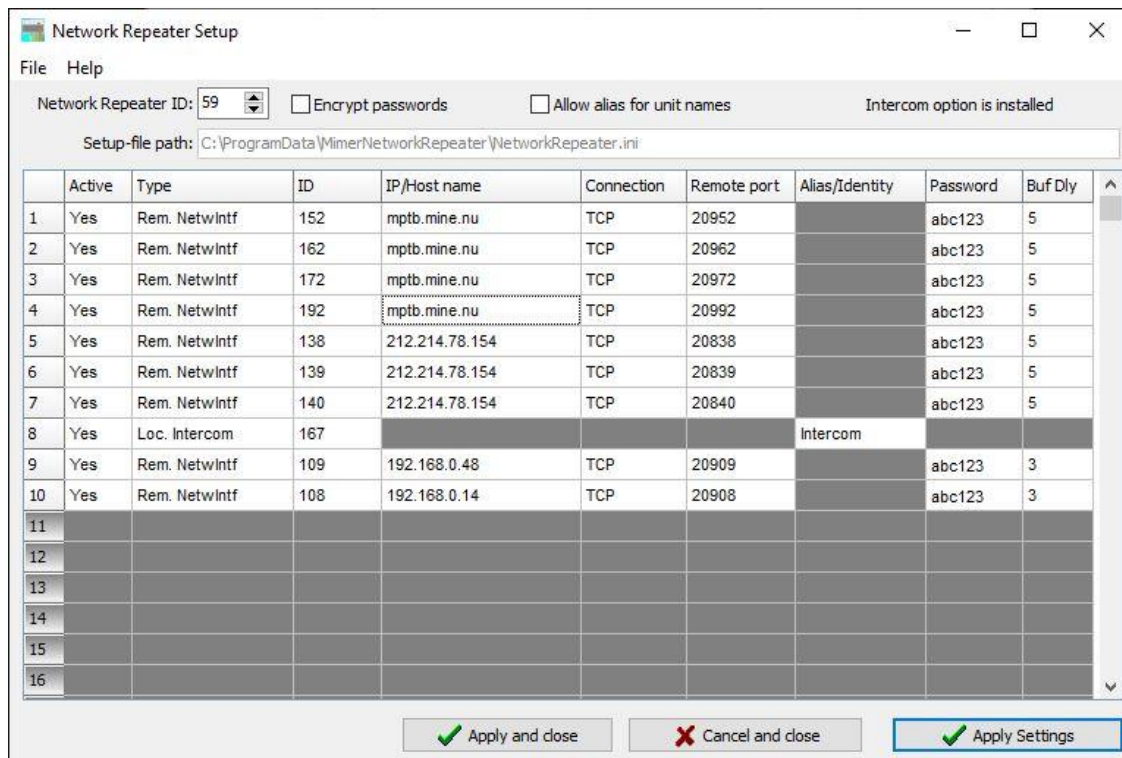 Network Repeater Setup
File Help
Network Repeater ID: 59 Encrypt passwords Allow alias for unit names Intercom option is installed
Setup-file path: C:\ProgramData\MimerNetworkRepeater\NetworkRepeater.ini
Active Type ID IP/Host name Connection Remote port Alias/Identity Password Buf Dly
1 Yes Rem. NetwIntf 152 mptb.mine.nu TCP 20952 abc123 5
2 Yes Rem. NetwIntf 162 mptb.mine.nu TCP 20962 abc123 5
3 Yes Rem. NetwIntf 172 mptb.mine.nu TCP 20972 abc123 5
4 Yes Rem. NetwIntf 192 mptb.mine.nu TCP 20992 abc123 5
5 Yes Rem. NetwIntf 138 212.214.78.154 TCP 20838 abc123 5
6 Yes Rem. NetwIntf 139 212.214.78.154 TCP 20839 abc123 5
7 Yes Rem. NetwIntf 140 212.214.78.154 TCP 20840 abc123 5
8 Yes Loc. Intercom 167 Intercom
9 Yes Rem. NetwIntf 109 192.168.0.48 TCP 20909 abc123 3
10 Yes Rem. NetwIntf 108 192.168.0.14 TCP 20908 abc123 3
11
12
13
14
15
16
Apply and close Cancel and close Apply Settings